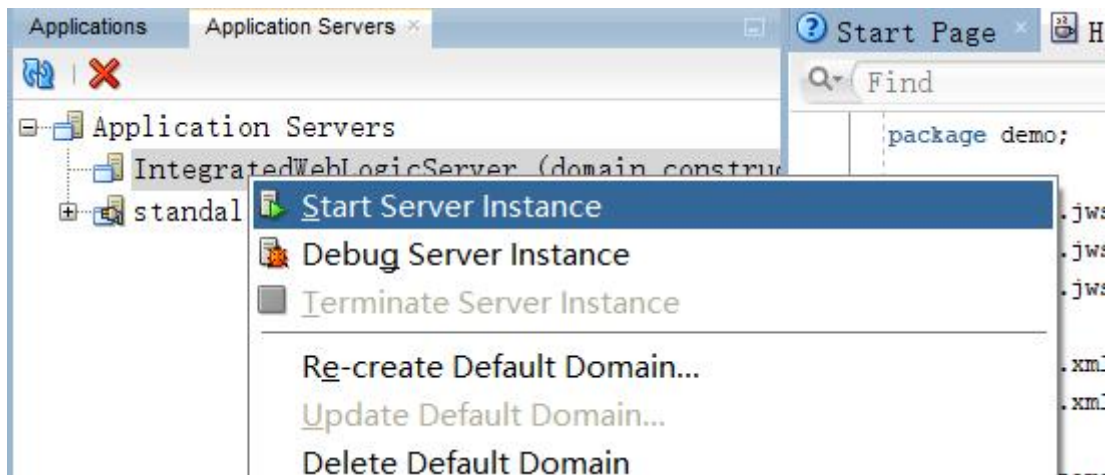 Applications Application Servers
Start Page H
Find
Application Servers
package demo;
IntegratedWebLogicServer (domain constru
standal
Start Server Instance
.jws
Debug Server Instance
.jws
Terminate Server Instance
.jws
Re-create Default Domain...
.xml
Update Default Domain...
.xml
Delete Default Domain